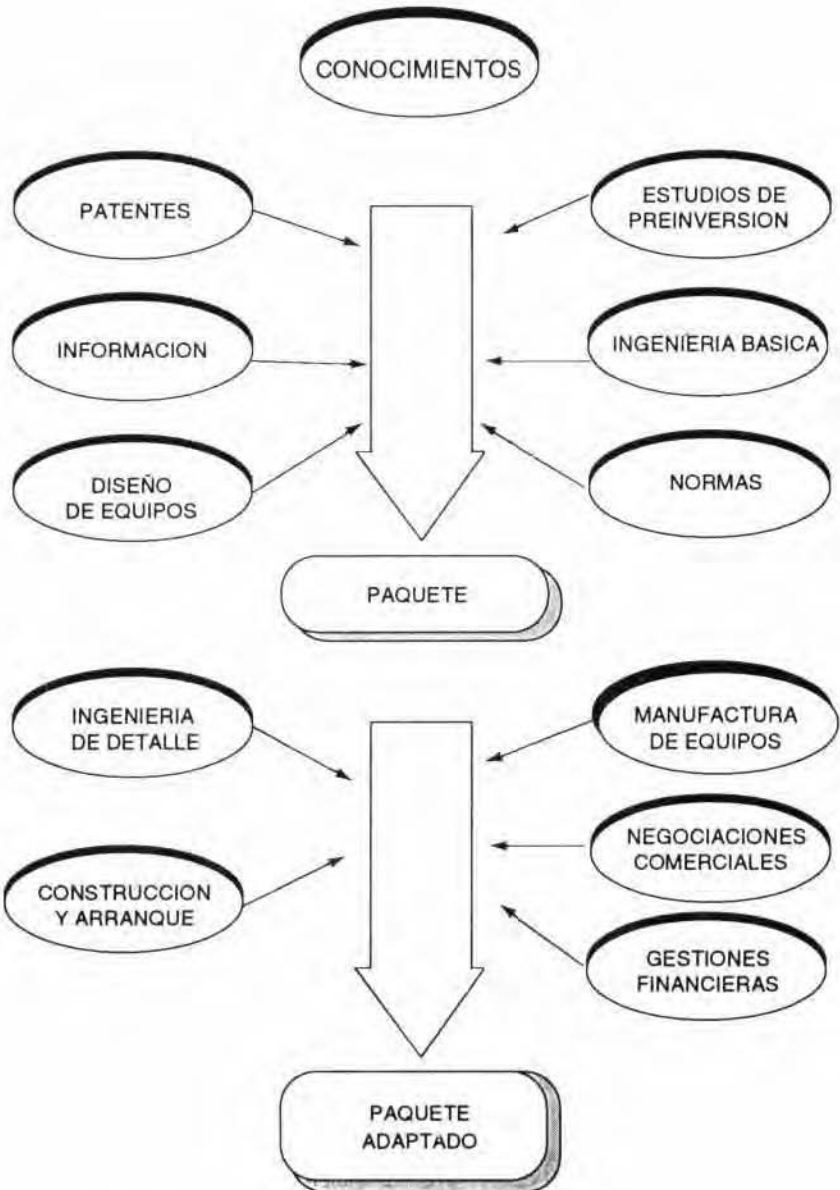 CONOCIMIENTOS
PATENTES
ESTUDIOS DE
PREINVERSION
INFORMACION
INGENIERIA BASICA
DISEÑO
DE EQUIPOS
NORMAS
PAQUETE
INGENIERIA
DE DETALLE
MANUFACTURA
DE EQUIPOS
NEGOCIACIONES
COMERCIALES
CONSTRUCCION
Y ARRANQUE
GESTIONES
FINANCIERAS
PAQUETE
ADAPTADO